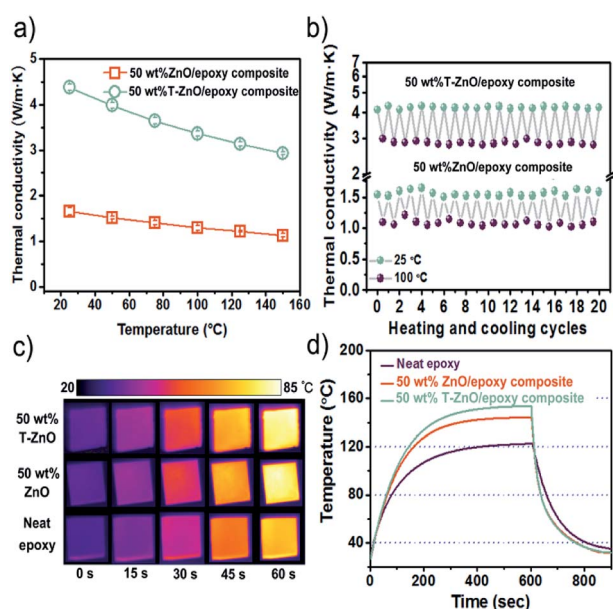 a)
Thermal conductivity (W/m·K)
5
4
3
2
1
0
50 wt%ZnO/epoxy composite
50 wt%T-ZnO/epoxy composite
20 40 60 80 100 120 140 160
Temperature (ºC)
b)
Thermal conductivity (W/m·K)
7
6
5
4
3
2
1.5
1.0
0.5
0.0
50 wt%T-ZnO/epoxy composite
50 wt%ZnO/epoxy composite
25 ºC
100 ºC
0 2 4 6 8 10 12 14 16 18 20
Heating and cooling cycles
c)
20
85 ºC
50 wt%
T-ZnO
50 wt%
ZnO
Neat
epoxy
0 s 15 s 30 s 45 s 60 s
d)
Temperature (ºC)
200
160
120
80
40
Neat epoxy
50 wt% ZnO/epoxy composite
50 wt% T-ZnO/epoxy composite
0 200 400 600 800
Time (sec)